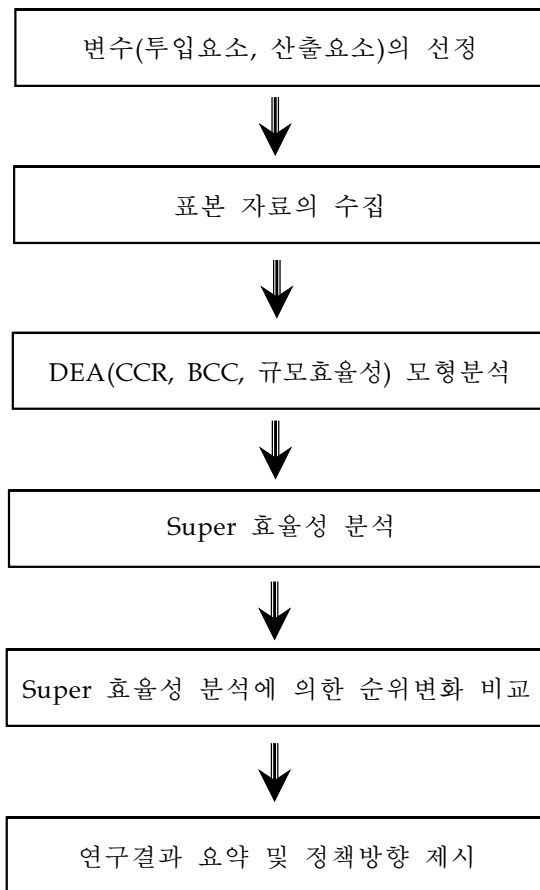 변수(투입요소, 산출요소)의 선정
표본 자료의 수집
DEA(CCR, BCC, 규모효율성) 모형분석
Super 효율성 분석
Super 효율성 분석에 의한 순위변화 비교
연구결과 요약 및 정책방향 제시